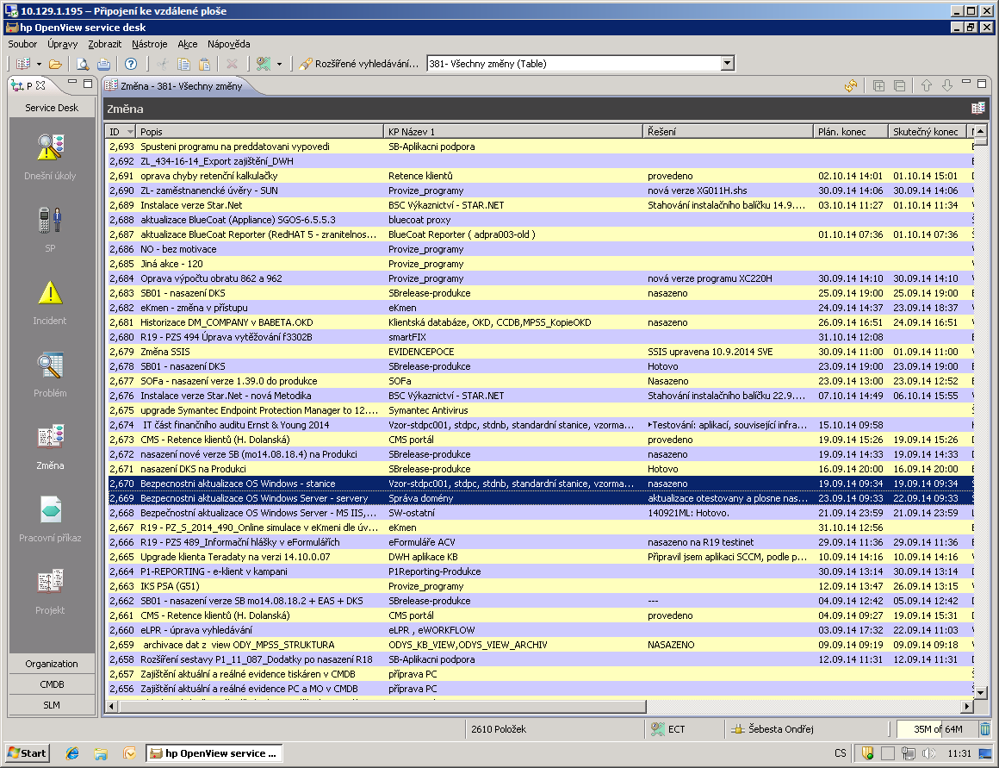 10.129.1.195 – Připojení ke vzdálené ploše
hp OpenView service desk
Soubor Úpravy Zobrazit Nástroje Akce Nápověda
Rozšířené vyhledávání... 381- Všechny změny (Table)
P Změna - 381- Všechny změny
Service Desk
Změna
ID Popis KP Název 1 Řešení Plán. konec Skutečný konec
2,693 Spusteni programu na preddatovani vypovedi SB-Aplikacni podpora
2,692 ZL_434-16-14_Export zajištění_DWH
2,691 oprava chyby retenční kalkulačky Retence klientů provedeno 02.10.14 14:01 01.10.14 15:01
2,690 ZL- zaměstnanencké úvěry - SUN Provize_programy nová verze XG011H.shs 30.09.14 14:06 30.09.14 14:06
2,689 Instalace verze Star.Net BSC Výkaznictví - STAR.NET Stahování instalačního balíčku 14.9.... 03.10.14 11:27 01.10.14 11:34
2,688 aktualizace BlueCoat (Appliance) SGOS-6.5.5.3 bluecoat proxy
2,687 aktualizace BlueCoat Reporter (RedHAT 5 - zranitelnos... BlueCoat Reporter ( adpra003-old ) 01.10.14 07:36 01.10.14 07:36
2,686 NO - bez motivace Provize_programy
2,685 Jiná akce - 120 Provize_programy
2,684 Oprava výpočtu obratu 862 a 962 Provize_programy nová verze programu XC220H 30.09.14 14:10 30.09.14 14:10
2,683 SB01 - nasazení DKS SBrelease-produkce nasazeno 25.09.14 19:00 25.09.14 19:00
2,682 eKmen - změna v přístupu eKmen 24.09.14 14:37 23.09.14 18:37
2,681 Historizace DM_COMPANY v BABETA.OKD Klientská databáze, OKD, CCDB,MPSS_KopieOKD nasazeno 26.09.14 16:51 24.09.14 16:51
2,680 R19 - PZS 494 Úprava vytěžování f3302B smartFIX 31.10.14 12:08
2,679 Změna SSIS EVIDENCEPOCE SSIS upravena 10.9.2014 SVE 30.09.14 11:00 01.09.14 11:00
2,678 SB01 - nasazení DKS SBrelease-produkce Hotovo 23.09.14 19:00 23.09.14 19:00
2,677 SOFa - nasazení verze 1.39.0 do produkce SOFa Nasazeno 23.09.14 13:00 23.09.14 12:52
2,676 Instalace verze Star.Net - nová Metodika BSC Výkaznictví - STAR.NET Stahování instalačního balíčku 22.9.... 07.10.14 14:49 06.10.14 15:55
2,675 upgrade Symantec Endpoint Protection Manager to 12.... Symantec Antivirus
2,674 IT část finančního auditu Ernst & Young 2014 Vzor-stdpc001, stdpc, stdnb, standardní stanice, vzorma... ‣Testování: aplikací, související infra... 15.10.14 09:58
2,673 CMS - Retence klientů (H. Dolanská) CMS portál provedeno 19.09.14 15:26 19.09.14 15:26
2,672 nasazení nové verze SB (mo14.08.18.4) na Produkci SBrelease-produkce nasazeno 19.09.14 14:33 19.09.14 14:33
2,671 nasazení DKS na Produkci SBrelease-produkce Hotovo 16.09.14 20:00 16.09.14 20:00
2,670 Bezpecnostni aktualizace OS Windows - stanice Vzor-stdpc001, stdpc, stdnb, standardní stanice, vzorma... nasazeno 19.09.14 09:34 19.09.14 09:34
2,669 Bezpecnostni aktualizace OS Windows Server - servery Správa domény aktualizace otestovany a plosne nas... 23.09.14 09:33 22.09.14 09:33
2,668 Bezpečnostní aktualizace OS Windows Server - MS IIS,... SW-ostatní 140921ML: Hotovo. 21.09.14 23:59 21.09.14 23:59
2,667 R19 - PZ_S_2014_490_Online simulace v eKmeni dle úv... eKmen 31.10.14 12:56
2,666 R19 - PZS 489_Informační hlášky v eFormulářích eFormuláře ACV nasazeno na R19 testinet 29.09.14 11:36 29.09.14 11:36
2,665 Upgrade klienta Teradaty na verzi 14.10.0.07 DWH aplikace KB Připravil jsem aplikaci SCCM, podle p... 10.09.14 14:16 10.09.14 14:16
2,664 P1-REPORTING - e-klient v kampani P1Reporting-Produkce 30.09.14 13:14 30.09.14 13:14
2,663 IKS PSA (G51) Provize_programy 12.09.14 13:47 26.09.14 13:15
2,662 SB01 - nasazení verze SB mo14.08.18.2 + EAS + DKS SBrelease-produkce --- 04.09.14 12:42 05.09.14 12:42
2,661 CMS - Retence klientů (H. Dolanská) CMS portál provedeno 04.09.14 09:27 19.09.14 15:31
2,660 eLPR - úprava vyhledávání eLPR , eWORKFLOW 03.09.14 17:32 22.09.14 11:03
2,659 archivace dat z view ODY_MPSS_STRUKTURA ODYS_KB_VIEW,ODYS_VIEW_ARCHIV NASAZENO 09.09.14 09:19 09.09.14 09:18
2,658 Rozšíření sestavy P1_11_087_Dodatky po nasazení R18 SB-Aplikacni podpora 12.09.14 11:31 12.09.14 11:31
2,657 Zajištění aktuální a reálné evidence tiskáren v CMDB příprava PC
2,656 Zajištění aktuální a reálné evidence PC a MO v CMDB příprava PC
Dnešní úkoly
SP
Incident
Problém
Změna
Pracovní příkaz
Projekt
Organization
CMDB
SLM
2610 Položek ECT Šebesta Ondřej 35M of 64M
Start hp OpenView service ... CS 11:31